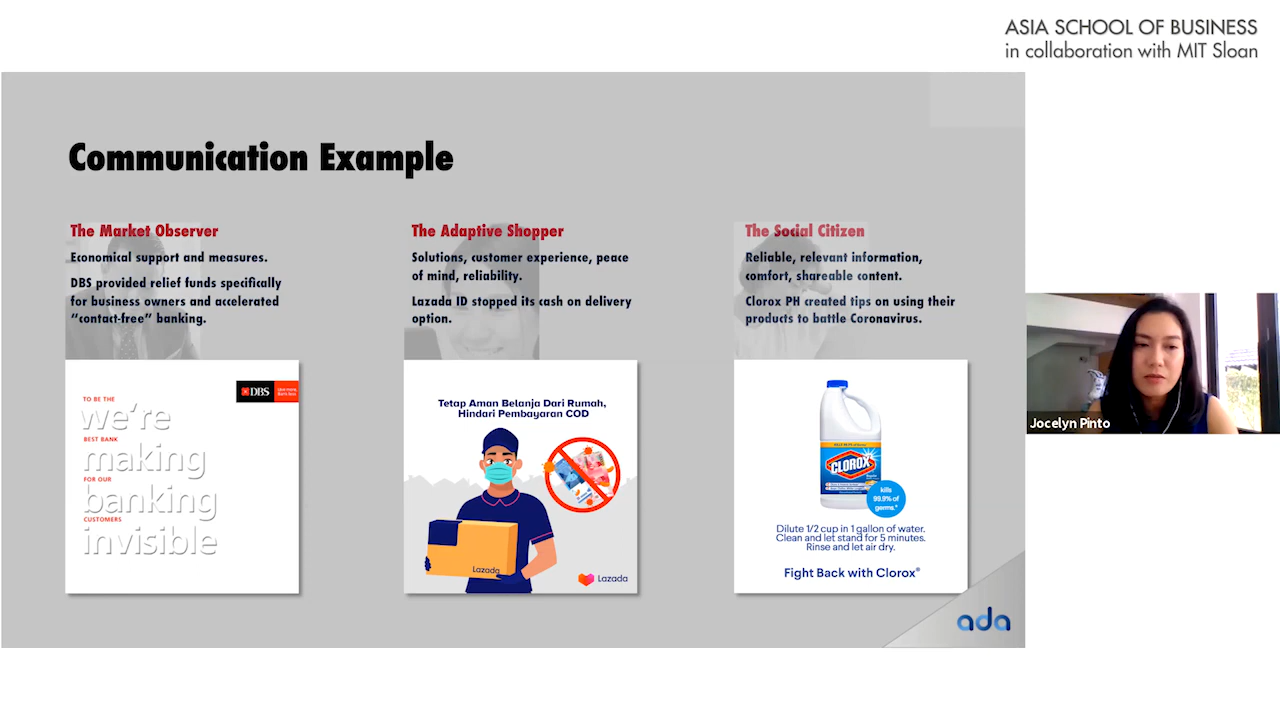 ASIA SCHOOL OF BUSINESS
in collaboration with MIT Sloan
Communication Example
The Market Observer
Economical support and measures.
DBS provided relief funds specifically
for business owners and accelerated
“contact-free” banking.
The Adaptive Shopper
Solutions, customer experience, peace
of mind, reliability.
Lazada ID stopped its cash on delivery
option.
The Social Citizen
Reliable, relevant information,
comfort, shareable content.
Clorox PH created tips on using their
products to battle Coronavirus.
DBS
TO BE THE
we’re
BEST BANK
making
FOR OUR
banking
CUSTOMERS
invisible
Tetap Aman Belanja Dari Rumah,
Hindari Pembayaran COD
Lazada
Lazada
CLOROX
kills
99.9% of
germs.*
Dilute 1/2 cup in 1 gallon of water.
Clean and let stand for 5 minutes.
Rinse and let air dry.
Fight Back with Clorox®
ada
Jocelyn Pinto